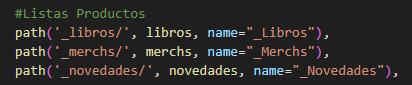 #Listas Productos
path('_libros/', libros, name="_Libros"),
path('_merchs/', merchs, name="_Merchs"),
path('_novedades/', novedades, name="_Novedades"),